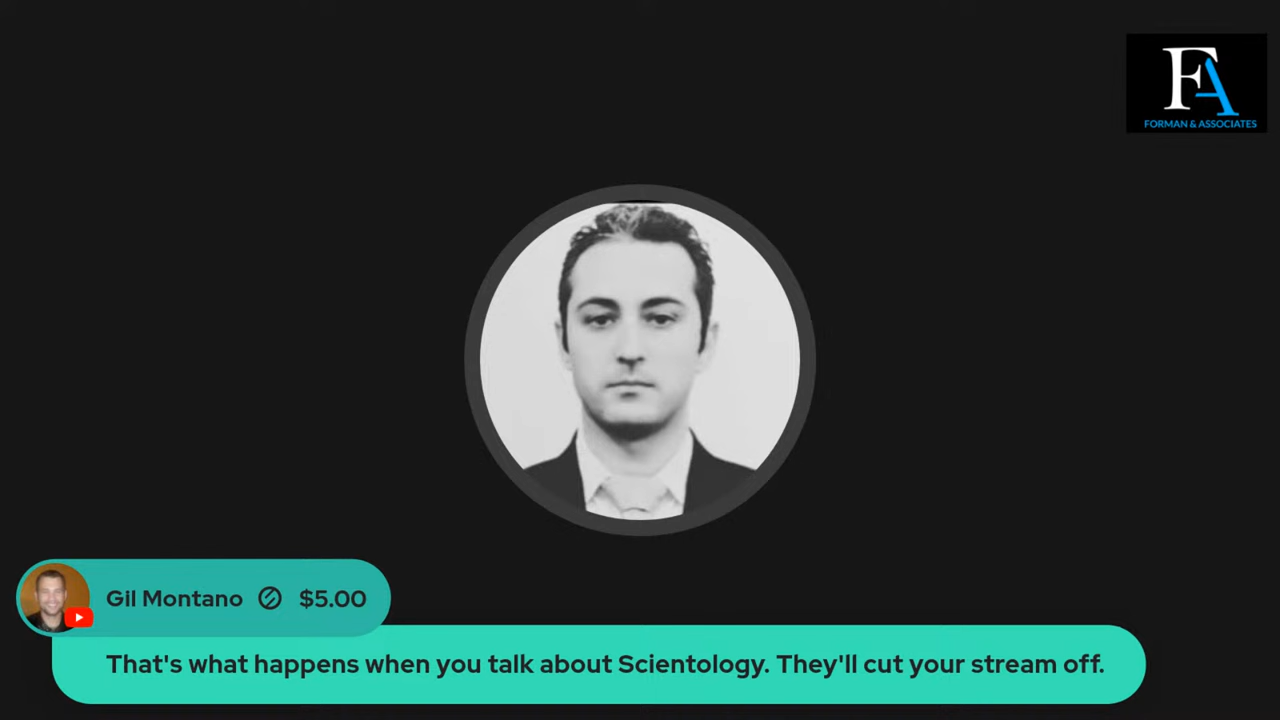 FA
FORMAN & ASSOCIATES
Gil Montano $5.00
That's what happens when you talk about Scientology. They'll cut your stream off.